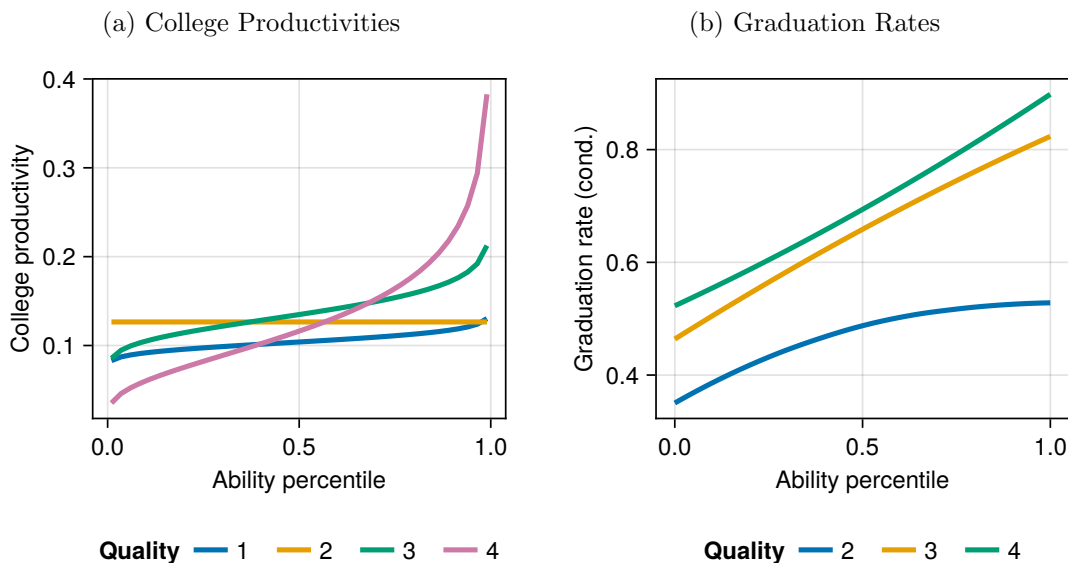 (a) College Productivities
(b) Graduation Rates
College productivity
0.4
0.3
0.2
0.1
0.0
0.5
1.0
Ability percentile
Quality 1 2 3 4
Graduation rate (cond.)
0.8
0.6
0.4
0.0
0.5
1.0
Ability percentile
Quality 2 3 4